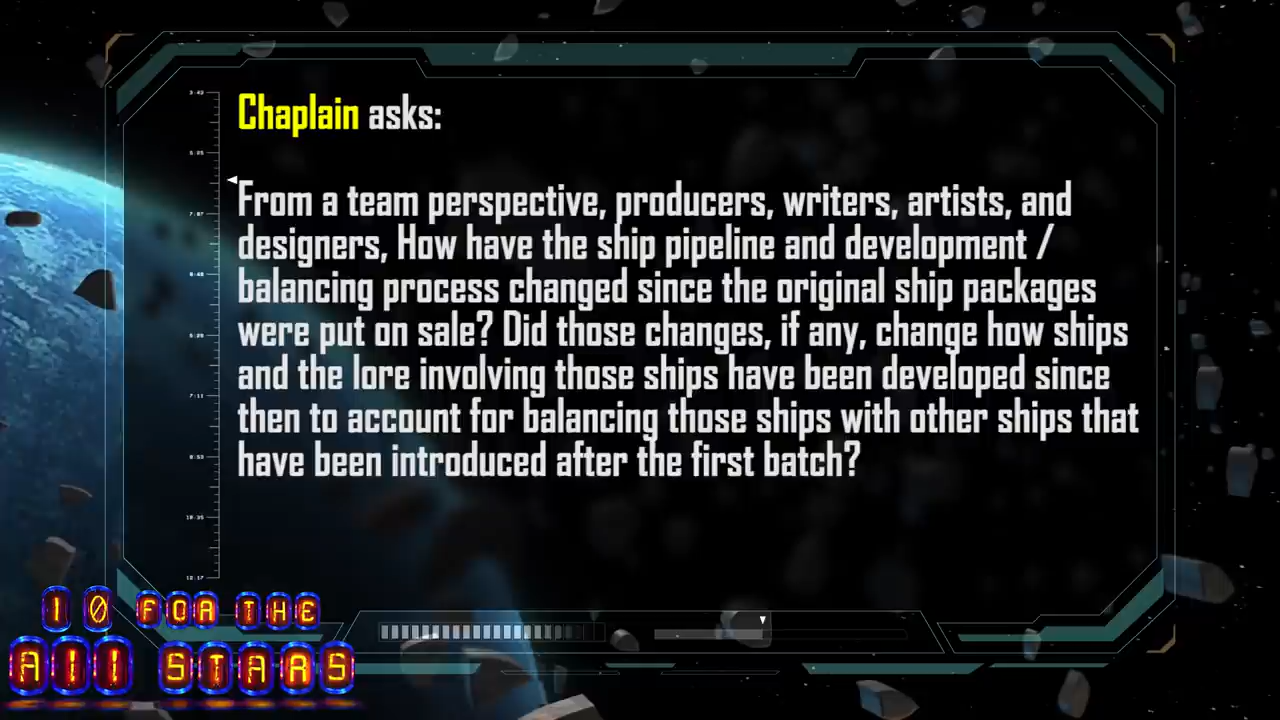 Chaplain asks:
From a team perspective, producers, writers, artists, and
designers, How have the ship pipeline and development /
balancing process changed since the original ship packages
were put on sale? Did those changes, if any, change how ships
and the lore involving those ships have been developed since
then to account for balancing those ships with other ships that
have been introduced after the first batch?
10 FOR THE
All STARS